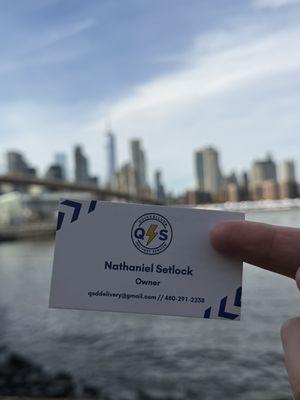 QS
Nathaniel Setlock
Owner
qsddelivery@gmail.com // 480-291-2238